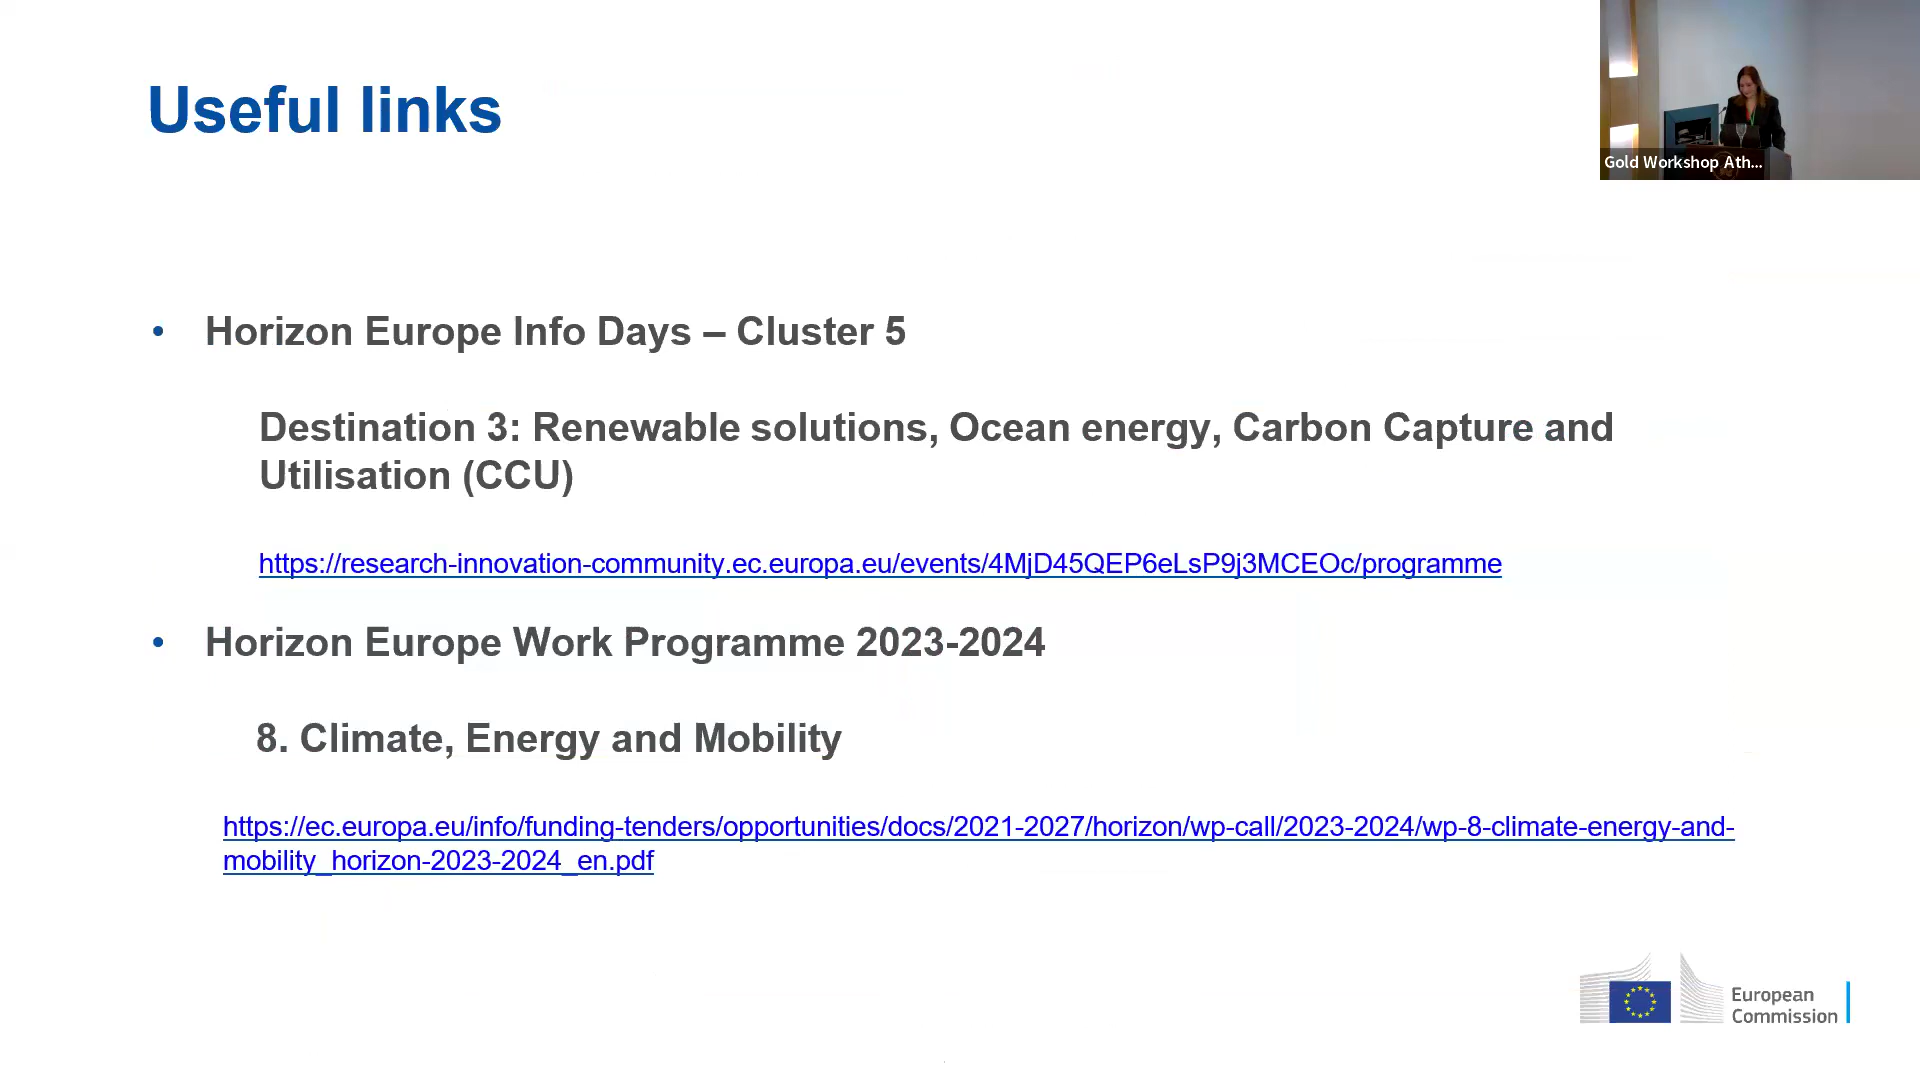 Useful links
Gold Workshop Ath...
• Horizon Europe Info Days – Cluster 5
Destination 3: Renewable solutions, Ocean energy, Carbon Capture and
Utilisation (CCU)
https://research-innovation-community.ec.europa.eu/events/4MjD45QEP6eLsP9j3MCEOc/programme
• Horizon Europe Work Programme 2023-2024
8. Climate, Energy and Mobility
https://ec.europa.eu/info/funding-tenders/opportunities/docs/2021-2027/horizon/wp-call/2023-2024/wp-8-climate-energy-and-
mobility_horizon-2023-2024_en.pdf
European
Commission